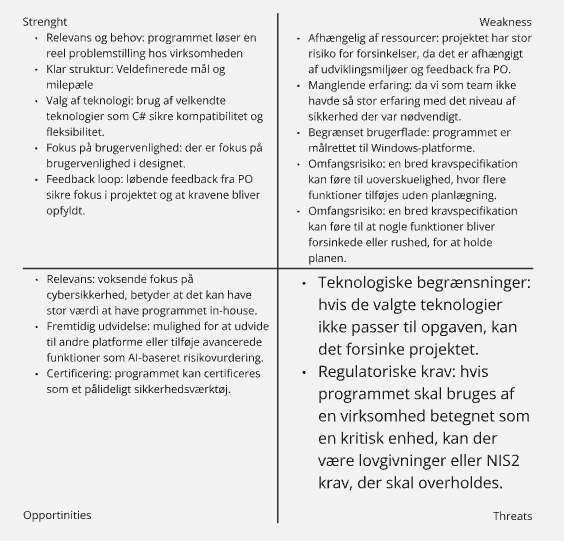 Strenght
• Relevans og behov: programmet løser en
reel problemstilling hos virksomheden
• Klar struktur: Veldefinerede mål og
milepæle
• Valg af teknologi: brug af velkendte
teknologier som C# sikre kompatibilitet og
fleksibilitet.
• Fokus på brugervenlighed: der er fokus på
brugervenlighed i designet.
• Feedback loop: løbende feedback fra PO
sikre fokus i projektet og at kravene bliver
opfyldt.
Weakness
• Afhængelig af ressourcer: projektet har stor
risiko for forsinkelser, da det er afhængigt
af udviklingsmiljøer og feedback fra PO.
• Manglende erfaring: da vi som team ikke
havde så stor erfaring med det niveau af
sikkerhed der var nødvendigt.
• Begrænset brugerflade: programmet er
målrettet til Windows-platforme.
• Omfangsrisiko: en bred kravspecifikation
kan føre til uoverskuelighed, hvor flere
funktioner tilføjes uden planlægning.
• Omfangsrisiko: en bred kravspecifikation
kan føre til at nogle funktioner bliver
forsinkede eller rushed, for at holde
planen.
• Relevans: voksende fokus på
cybersikkerhed, betyder at det kan have
stor værdi at have programmet in-house.
• Fremtidig udvidelse: mulighed for at udvide
til andre platforme eller tilføje avancerede
funktioner som AI-baseret risikovurdering.
• Certificering: programmet kan certificeres
som et pålideligt sikkerhedsværktøj.
Opportinities
• Teknologiske begrænsninger:
hvis de valgte teknologier
ikke passer til opgaven, kan
det forsinke projektet.
• Regulatoriske krav: hvis
programmet skal bruges af
en virksomhed betegnet som
en kritisk enhed, kan der
være lovgivninger eller NIS2
krav, der skal overholdes.
Threats